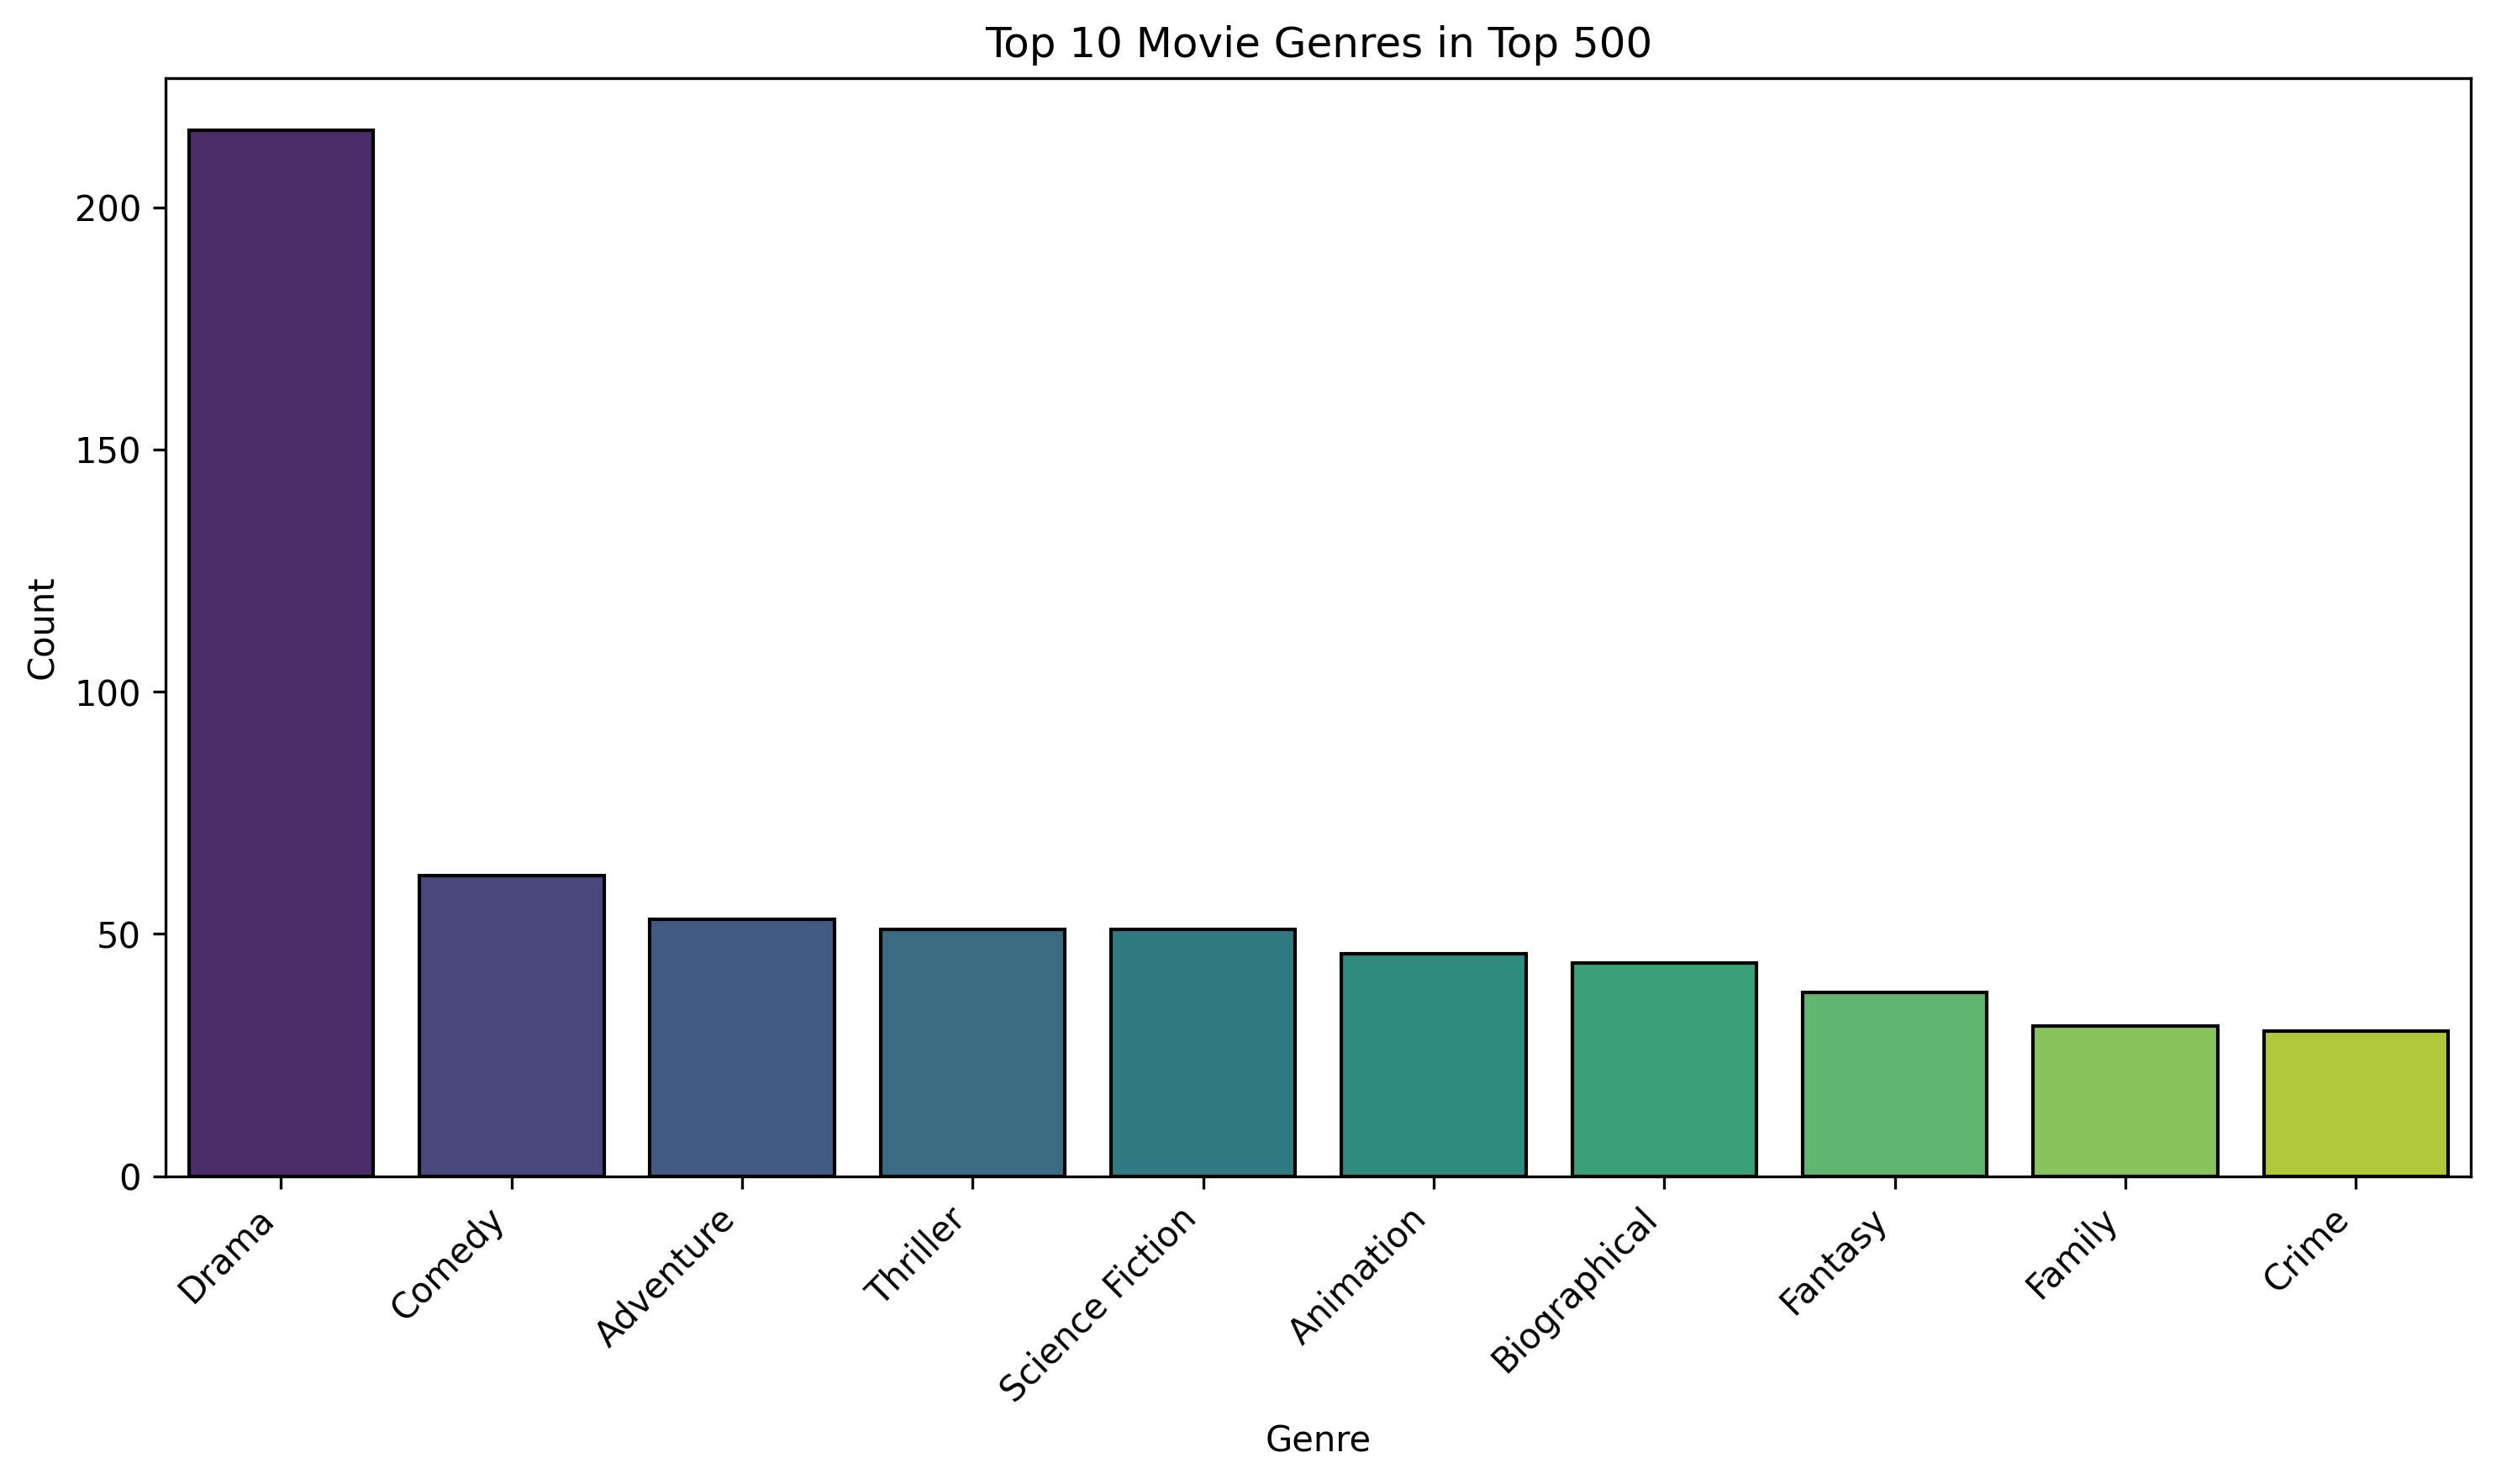 Top 10 Movie Genres in Top 500
Count
200
150
100
50
0
Drama
Comedy
Adventure
Thriller
Science Fiction
Animation
Biographical
Fantasy
Family
Crime
Genre